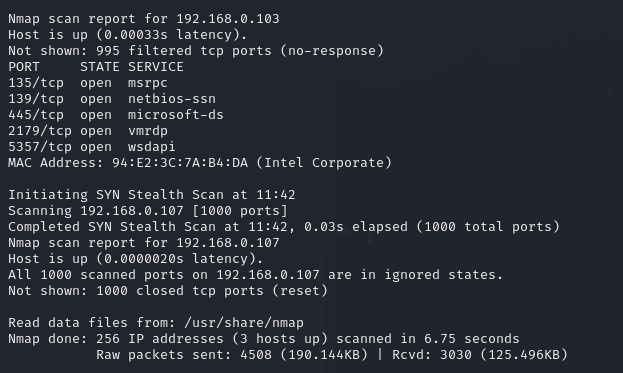 Nmap scan report for 192.168.0.103
Host is up (0.00033s latency).
Not shown: 995 filtered tcp ports (no-response)
PORT     STATE SERVICE
135/tcp  open  msrpc
139/tcp  open  netbios-ssn
445/tcp  open  microsoft-ds
2179/tcp open  vmrdp
5357/tcp open  wsdapi
MAC Address: 94:E2:3C:7A:B4:DA (Intel Corporate)

Initiating SYN Stealth Scan at 11:42
Scanning 192.168.0.107 [1000 ports]
Completed SYN Stealth Scan at 11:42, 0.03s elapsed (1000 total ports)
Nmap scan report for 192.168.0.107
Host is up (0.0000020s latency).
All 1000 scanned ports on 192.168.0.107 are in ignored states.
Not shown: 1000 closed tcp ports (reset)

Read data files from: /usr/share/nmap
Nmap done: 256 IP addresses (3 hosts up) scanned in 6.75 seconds
           Raw packets sent: 4508 (190.144KB) | Rcvd: 3030 (125.496KB)